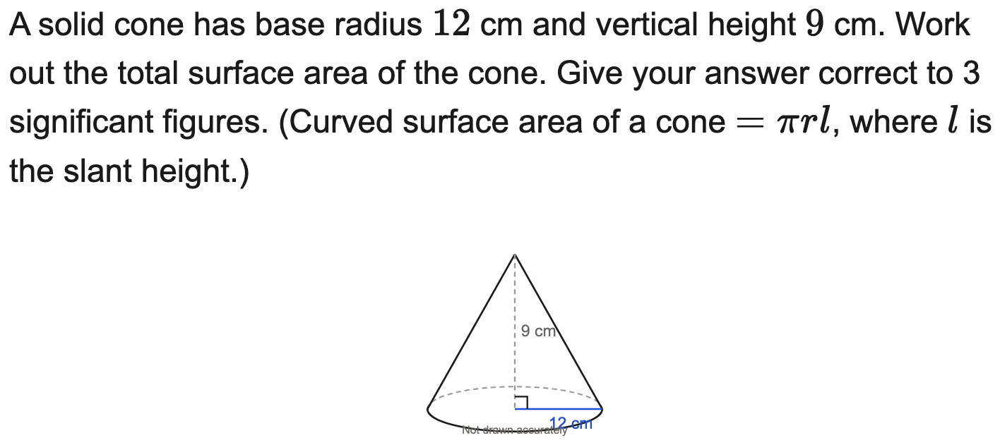 A solid cone has base radius 12 cm and vertical height 9 cm. Work
out the total surface area of the cone. Give your answer correct to 3
significant figures. (Curved surface area of a cone = πrl, where l is
the slant height.)
9 cm
12 cm
Not drawn accurately